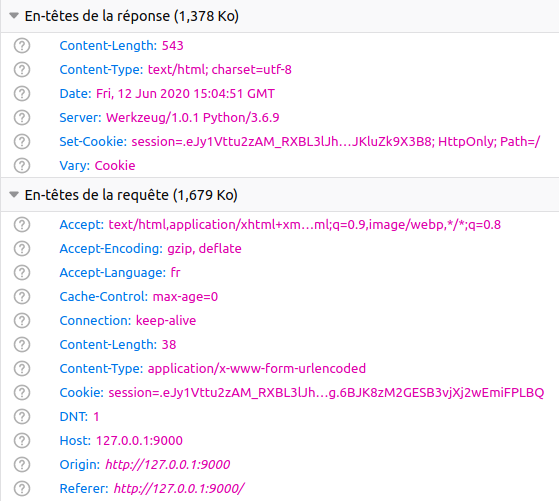 En-têtes de la réponse (1,378 Ko)
Content-Length: 543
Content-Type: text/html; charset=utf-8
Date: Fri, 12 Jun 2020 15:04:51 GMT
Server: Werkzeug/1.0.1 Python/3.6.9
Set-Cookie: session=.eJy1Vttu2zAM_RXBL3lJh…JKluZk9X3B8; HttpOnly; Path=/
Vary: Cookie
En-têtes de la requête (1,679 Ko)
Accept: text/html,application/xhtml+xm…ml;q=0.9,image/webp,*/*;q=0.8
Accept-Encoding: gzip, deflate
Accept-Language: fr
Cache-Control: max-age=0
Connection: keep-alive
Content-Length: 38
Content-Type: application/x-www-form-urlencoded
Cookie: session=.eJy1Vttu2zAM_RXBL3lJh…g.6BJK8zM2GESB3vjXj2wEmiFPLBQ
DNT: 1
Host: 127.0.0.1:9000
Origin: http://127.0.0.1:9000
Referer: http://127.0.0.1:9000/